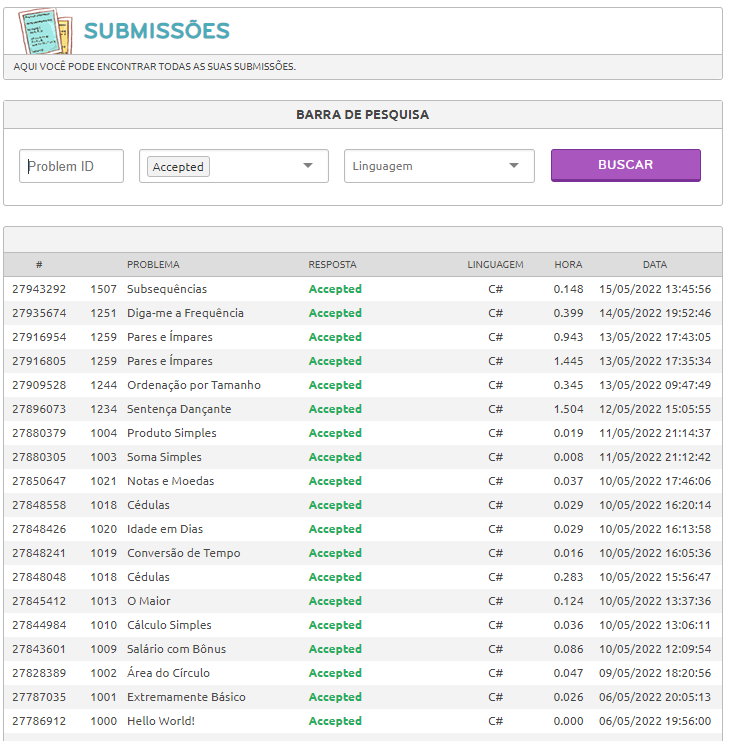 SUBMISSÕES
AQUI VOCÊ PODE ENCONTRAR TODAS AS SUAS SUBMISSÕES.
BARRA DE PESQUISA
Problem ID Accepted Linguagem BUSCAR
# PROBLEMA RESPOSTA LINGUAGEM HORA DATA
27943292 1507 Subsequências Accepted C# 0.148 15/05/2022 13:45:56
27935674 1251 Diga-me a Frequência Accepted C# 0.399 14/05/2022 19:52:46
27916954 1259 Pares e Ímpares Accepted C# 0.943 13/05/2022 17:43:05
27916805 1259 Pares e Ímpares Accepted C# 1.445 13/05/2022 17:35:34
27909528 1244 Ordenação por Tamanho Accepted C# 0.345 13/05/2022 09:47:49
27896073 1234 Sentença Dançante Accepted C# 1.504 12/05/2022 15:05:55
27880379 1004 Produto Simples Accepted C# 0.019 11/05/2022 21:14:37
27880305 1003 Soma Simples Accepted C# 0.008 11/05/2022 21:12:42
27850647 1021 Notas e Moedas Accepted C# 0.037 10/05/2022 17:46:06
27848558 1018 Cédulas Accepted C# 0.029 10/05/2022 16:20:14
27848426 1020 Idade em Dias Accepted C# 0.029 10/05/2022 16:13:58
27848241 1019 Conversão de Tempo Accepted C# 0.016 10/05/2022 16:05:36
27848048 1018 Cédulas Accepted C# 0.283 10/05/2022 15:56:47
27845412 1013 O Maior Accepted C# 0.124 10/05/2022 13:37:36
27844984 1010 Cálculo Simples Accepted C# 0.036 10/05/2022 13:06:11
27843601 1009 Salário com Bônus Accepted C# 0.086 10/05/2022 12:09:54
27828389 1002 Área do Círculo Accepted C# 0.047 09/05/2022 18:20:56
27787035 1001 Extremamente Básico Accepted C# 0.026 06/05/2022 20:05:13
27786912 1000 Hello World! Accepted C# 0.000 06/05/2022 19:56:00